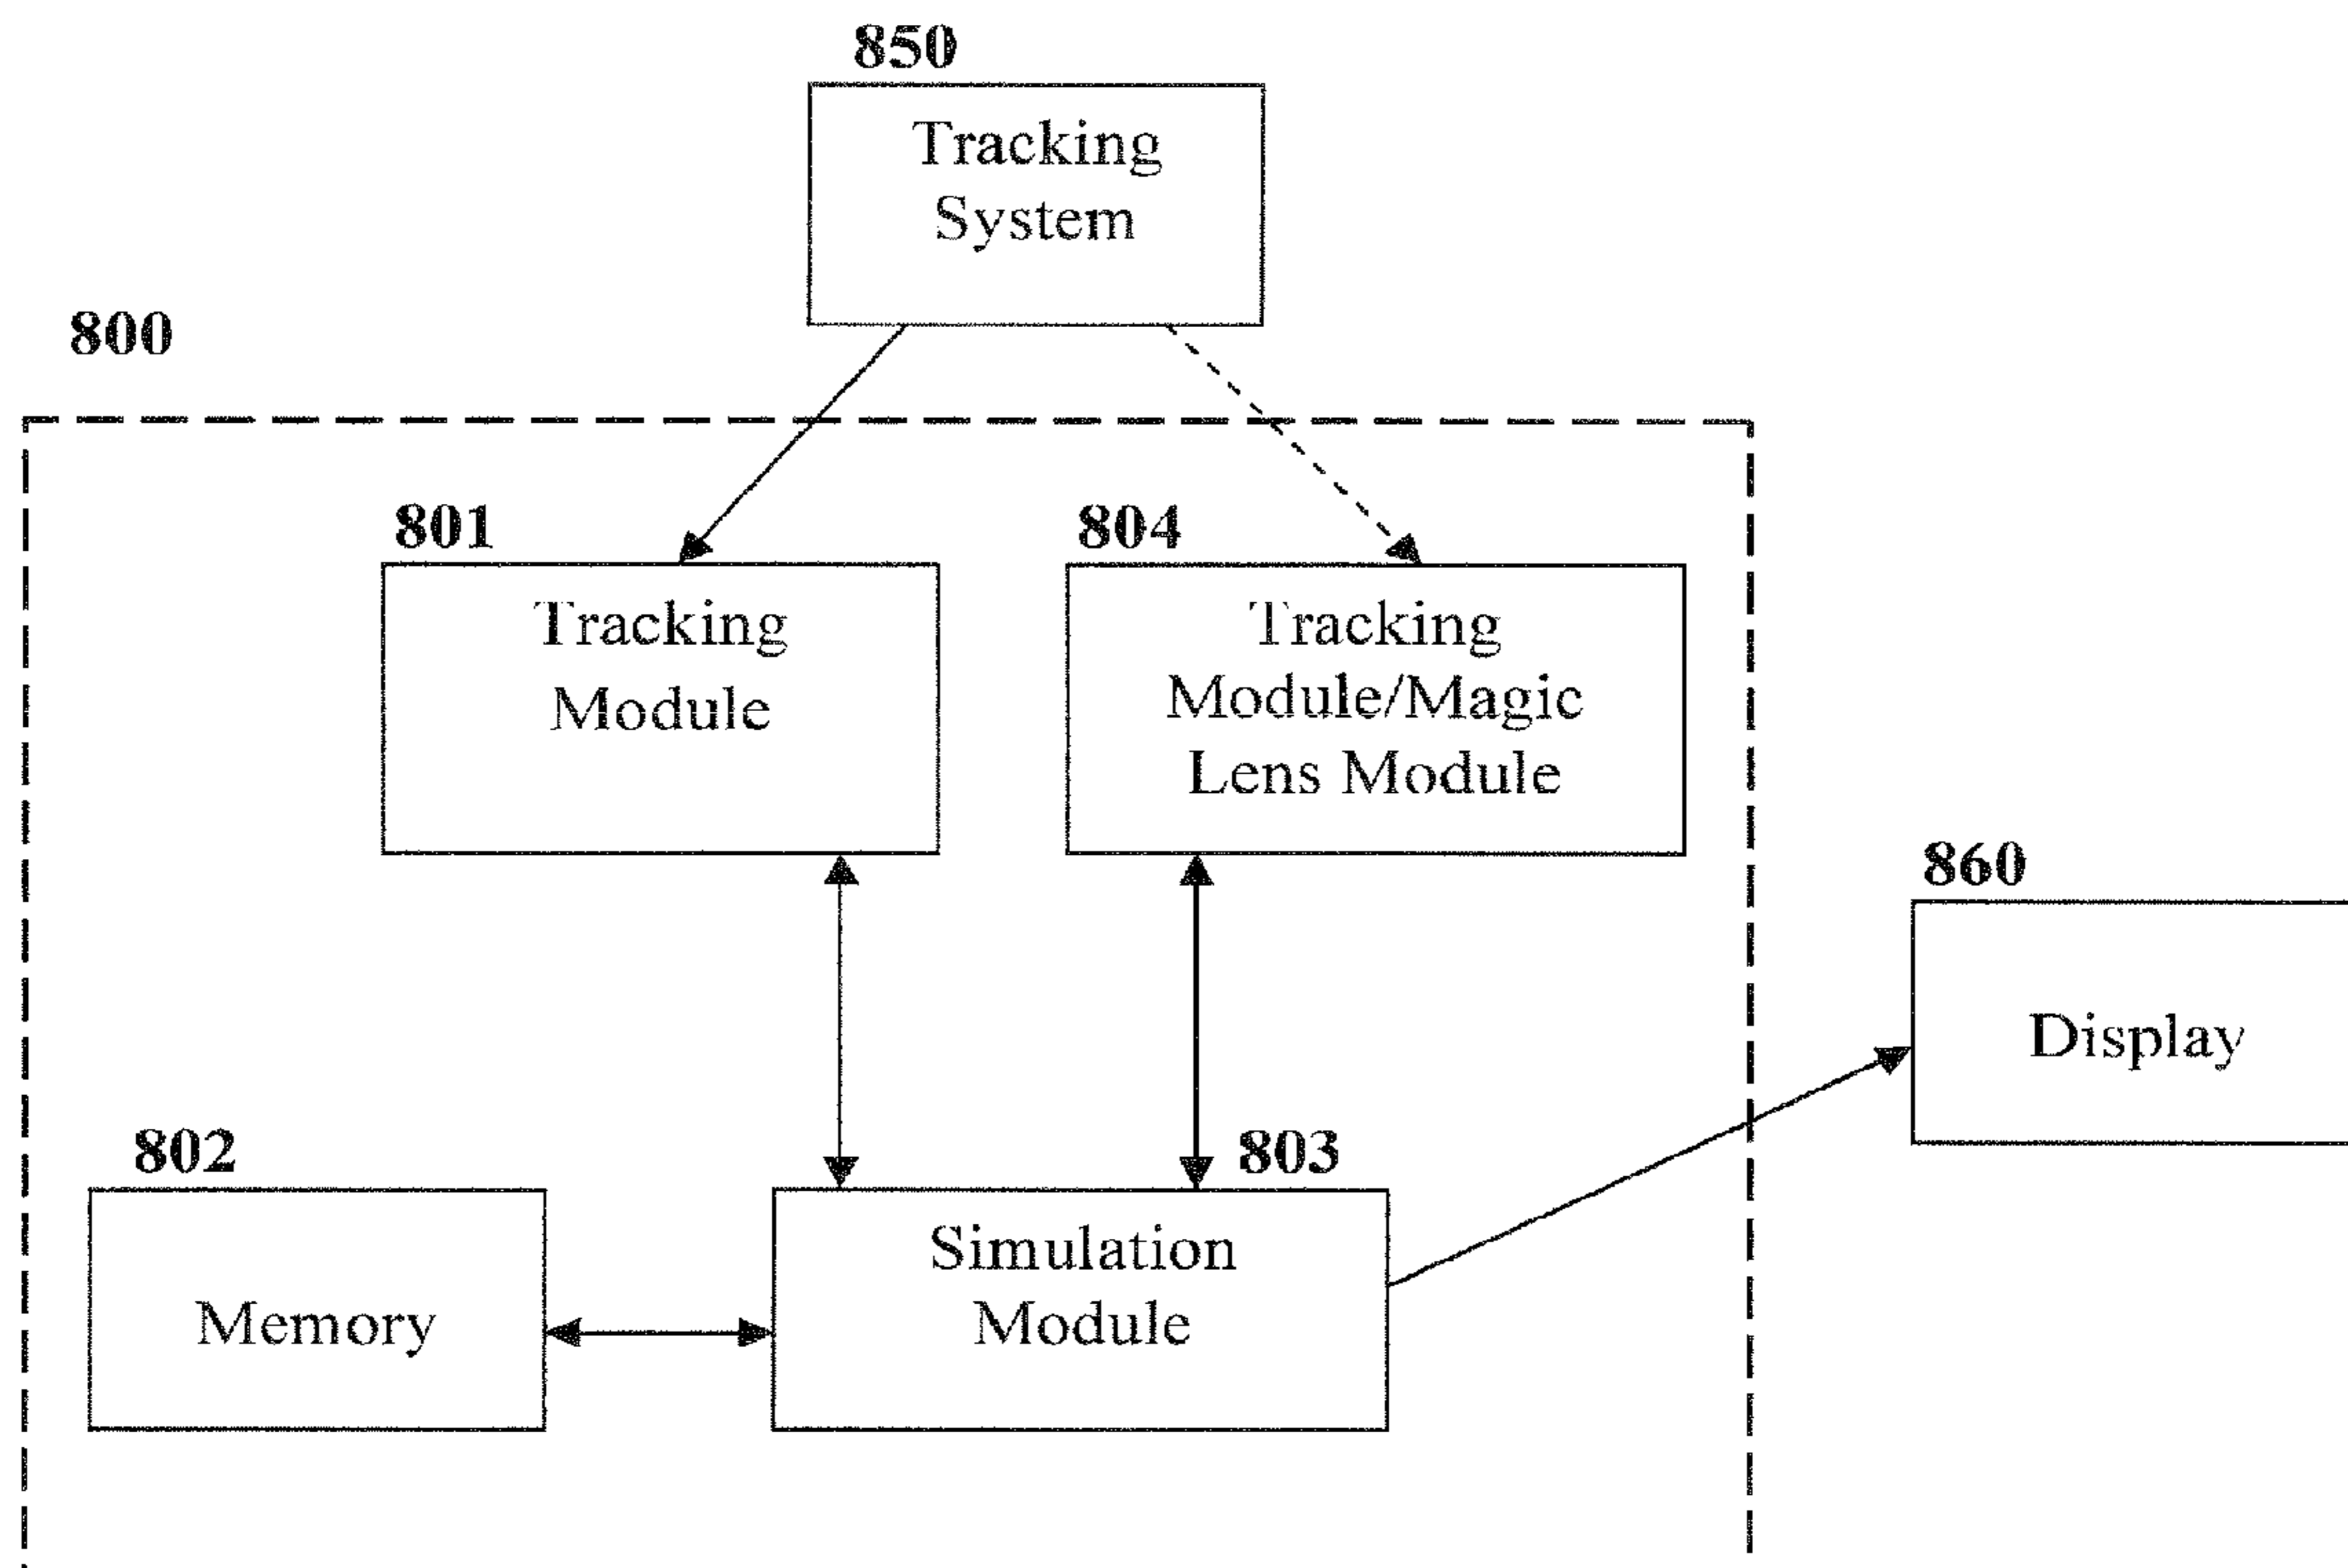 850
Tracking
System
800
801
Tracking
Module
804
Tracking
Module/Magic
Lens Module
860
Display
802
Memory
803
Simulation
Module